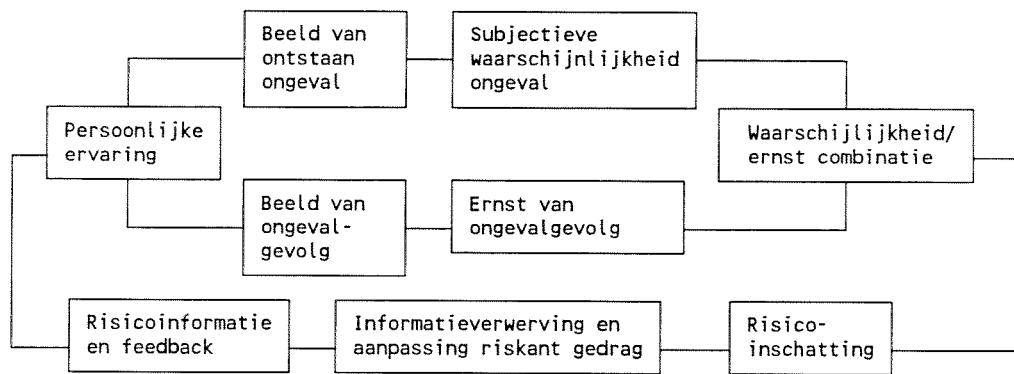 Beeld van
ontstaan
ongeval
Subjectieve
waarschijnlijkheid
ongeval
Persoonlijke
ervaring
Waarschijlijkheid/
ernst combinatie
Beeld van
ongeval-
gevolg
Ernst van
ongevalgevolg
Risicoinformatie
en feedback
Informatieverwerving en
aanpassing riskant gedrag
Risico-
inschatting